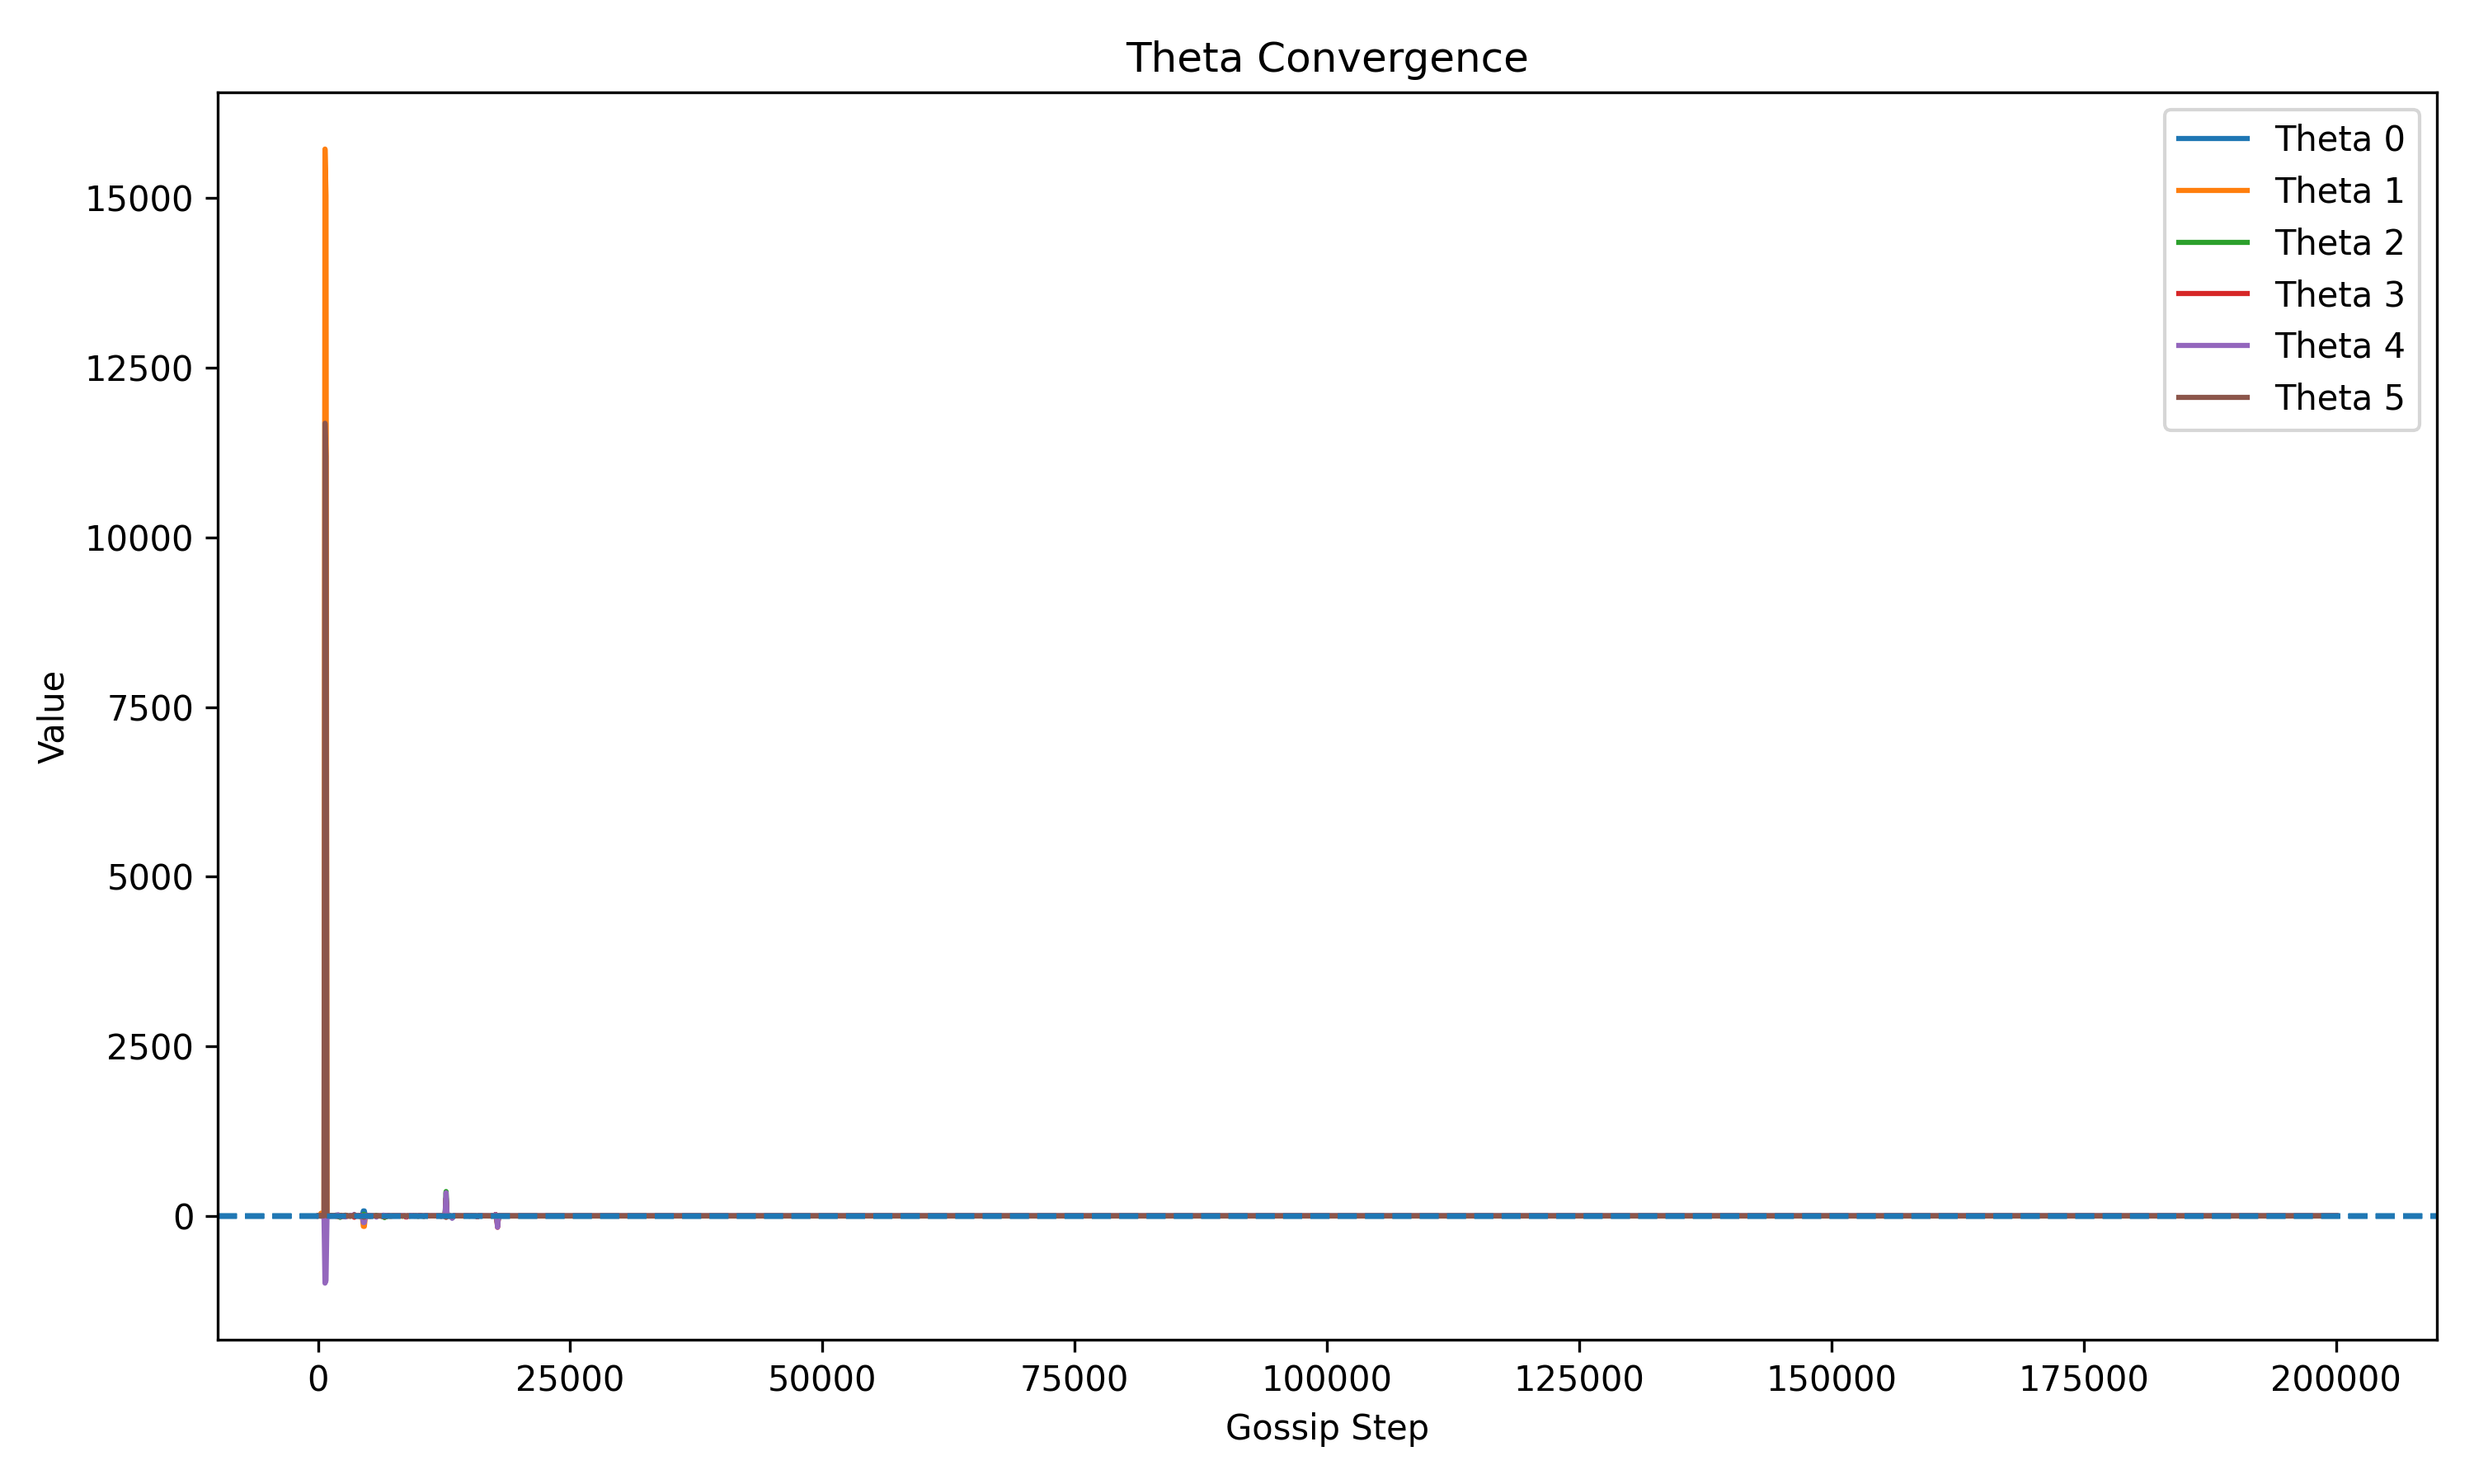 Theta Convergence
Theta 0
Theta 1
Theta 2
Theta 3
Theta 4
Theta 5
Value
15000
12500
10000
7500
5000
2500
0
0 25000 50000 75000 100000 125000 150000 175000 200000
Gossip Step